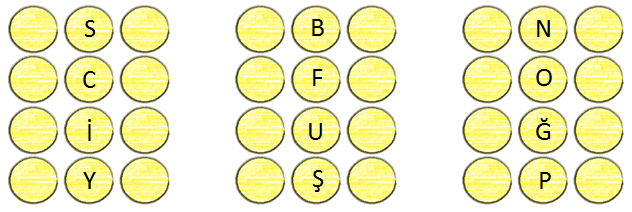 S B N
C F O
İ U Ğ
Y Ş P